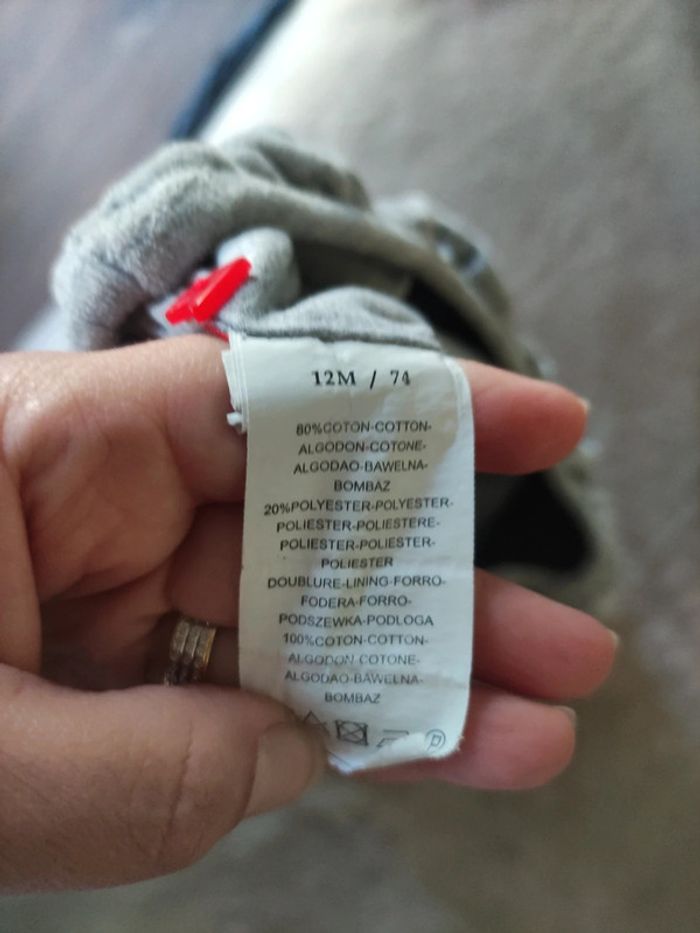 12M / 74
80%COTON-COTTON-
ALGODON-COTONE-
ALGODAO-BAWELNA-
BOMBAZ
20%POLYESTER-POLYESTER-
POLIESTER-POLIESTERE-
POLIESTER-POLIESTER-
POLIESTER
DOUBLURE-LINING-FORRO-
FODERA-FORRO-
PODSZEWKA-PODLOGA
100%COTON-COTTON-
ALGODON COTONE-
ALGODAO-BAWELNA-
BOMBAZ
P